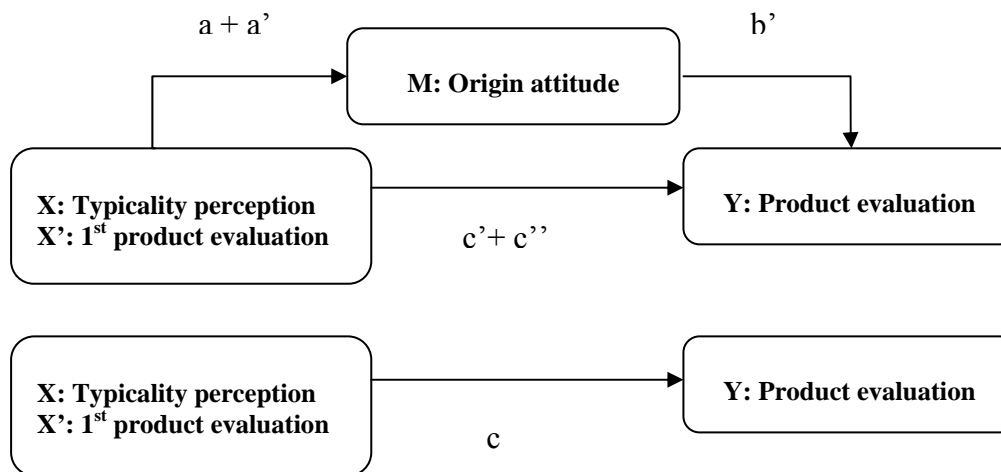 a + a’
b’
M: Origin attitude
X: Typicality perception
X’: 1st product evaluation
Y: Product evaluation
c’+ c’’
X: Typicality perception
X’: 1st product evaluation
Y: Product evaluation
c